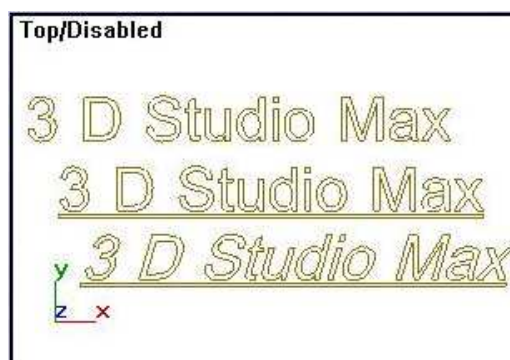 Top/Disabled
3 D Studio Max
3 D Studio Max
3 D Studio Max
y
z x